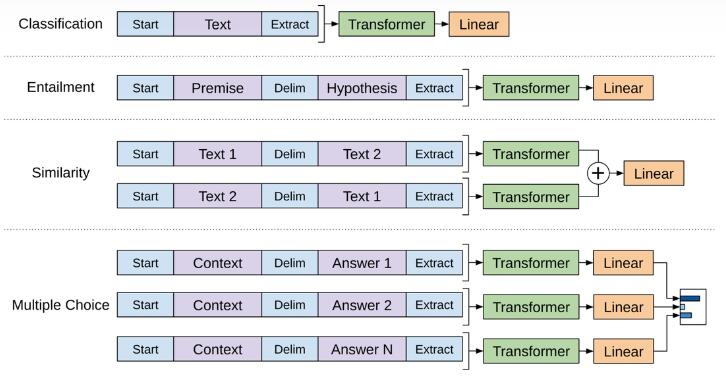 Classification Start Text Extract Transformer Linear
Entailment Start Premise Delim Hypothesis Extract Transformer Linear
Similarity
Start Text 1 Delim Text 2 Extract Transformer
Start Text 2 Delim Text 1 Extract Transformer
+ Linear
Multiple Choice
Start Context Delim Answer 1 Extract Transformer Linear
Start Context Delim Answer 2 Extract Transformer Linear
Start Context Delim Answer N Extract Transformer Linear